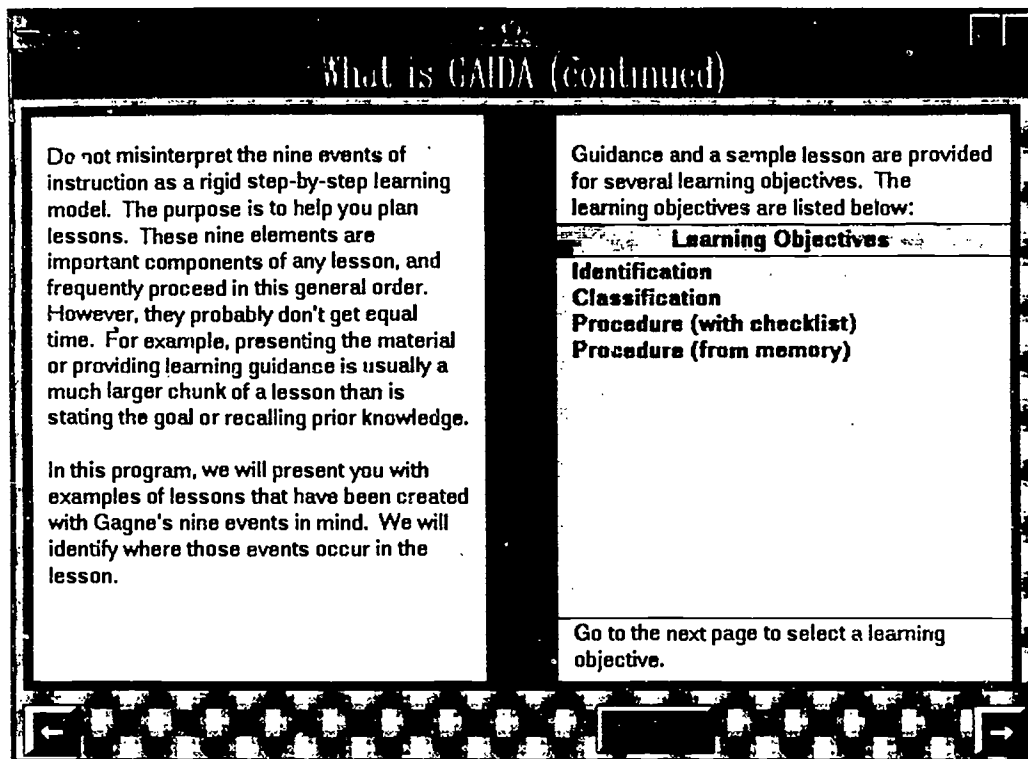 What is GAIDA (continued)
Do not misinterpret the nine events of
instruction as a rigid step-by-step learning
model. The purpose is to help you plan
lessons. These nine elements are
important components of any lesson, and
frequently proceed in this general order.
However, they probably don't get equal
time. For example, presenting the material
or providing learning guidance is usually a
much larger chunk of a lesson than is
stating the goal or recalling prior knowledge.
In this program, we will present you with
examples of lessons that have been created
with Gagne's nine events in mind. We will
identify where those events occur in the
lesson.
Guidance and a sample lesson are provided
for several learning objectives. The
learning objectives are listed below:
Learning Objectives
Identification
Classification
Procedure (with checklist)
Procedure (from memory)
Go to the next page to select a learning
objective.